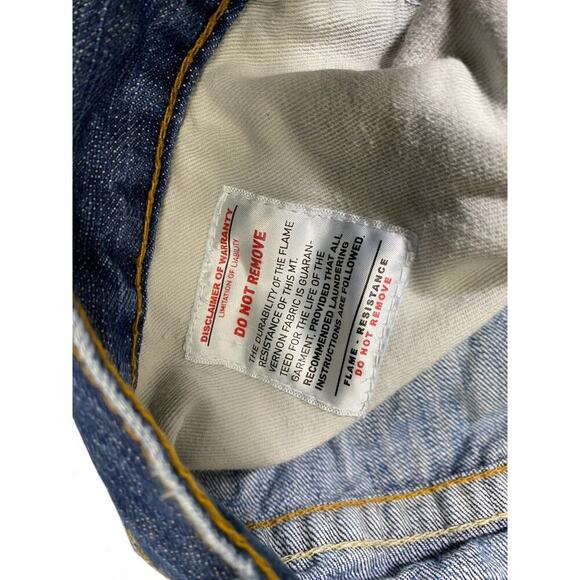 DISCLAIMER OF WARRANTY
LIMITATION OF LIABILITY
DO NOT REMOVE
THE DURABILITY OF THE FLAME
RESISTANCE OF THIS MT.
VERNON FABRIC IS GUARAN-
TEED FOR THE LIFE OF THE
GARMENT, PROVIDED THAT ALL
RECOMMENDED LAUNDERING
INSTRUCTIONS ARE FOLLOWED.
FLAME - RESISTANCE
DO NOT REMOVE